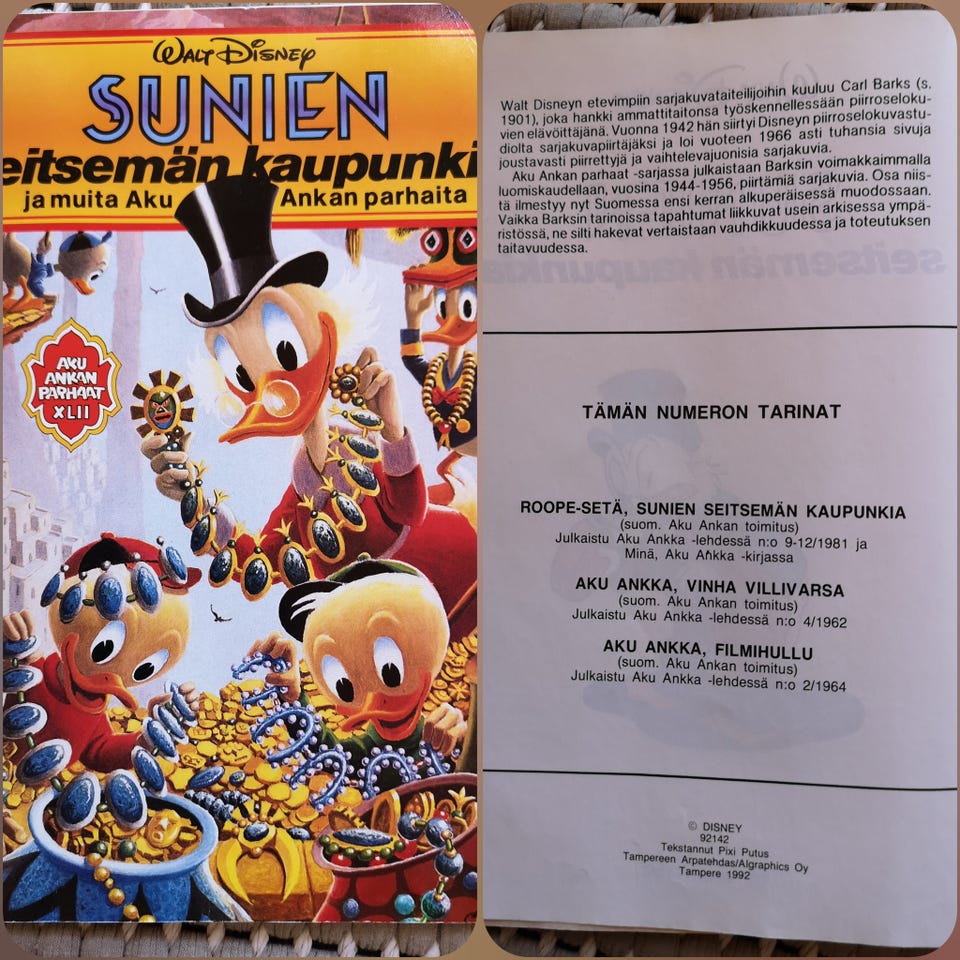 WALT DISNEY
SUNIEN
eitsemän kaupunki
ja muita Aku Ankan parhaita
AKU
ANKAN
PARHAAT
XLII
Walt Disneyn etevimpiin sarjakuvataiteilijoihin kuuluu Carl Barks (s.
1901), joka hankki ammattitaitonsa työskennellessään piirroseloku-
vien elävöittäjänä. Vuonna 1942 hän siirtyi Disneyn piirroselokuvastu-
diolta sarjakuvapiirtäjäksi ja loi vuoteen 1966 asti tuhansia sivuja
joustavasti piirrettyjä ja vaihtelevajuonisia sarjakuvia.
Aku Ankan parhaat -sarjassa julkaistaan Barksin voimakkaimmalla
luomiskaudellaan, vuosina 1944-1956, piirtämiä sarjakuvia. Osa niis-
tä ilmestyy nyt Suomessa ensi kerran alkuperäisessä muodossaan.
Vaikka Barksin tarinoissa tapahtumat liikkuvat usein arkisessa ympä-
ristössä, ne silti hakevat vertaistaan vauhdikkuudessa ja toteutuksen
taitavuudessa.
seitsemän kaupunkia
TÄMÄN NUMERON TARINAT
ROOPE-SETÄ, SUNIEN SEITSEMÄN KAUPUNKIA
(suom. Aku Ankan toimitus)
Julkaistu Aku Ankka -lehdessä n:o 9-12/1981 ja
Minä, Aku Ankka -kirjassa
AKU ANKKA, VINHA VILLIVARSA
(suom. Aku Ankan toimitus)
Julkaistu Aku Ankka -lehdessä n:o 4/1962
AKU ANKKA, FILMIHULLU
(suom. Aku Ankan toimitus)
Julkaistu Aku Ankka -lehdessä n:o 2/1964
© DISNEY
92142
Tekstannut Pixi Putus
Tampereen Arpatehdas/Algraphics Oy
Tampere 1992